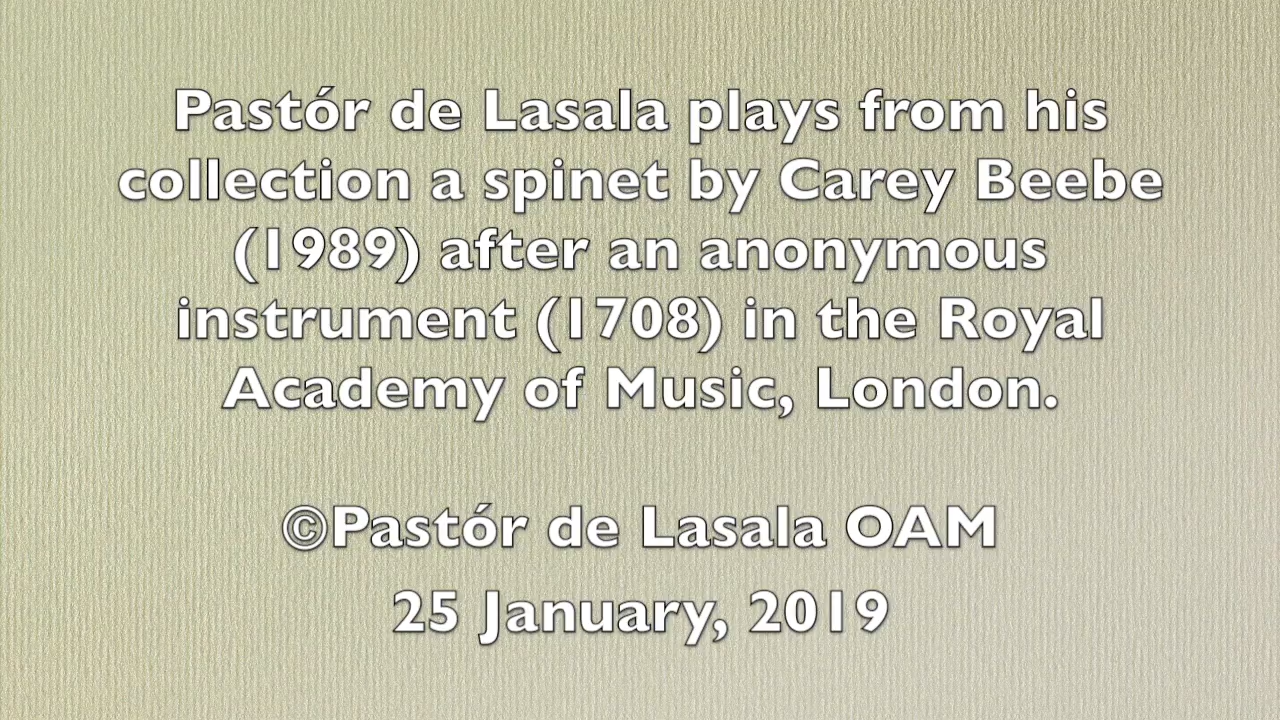 Pastór de Lasala plays from his
collection a spinet by Carey Beebe
(1989) after an anonymous
instrument (1708) in the Royal
Academy of Music, London.
©Pastór de Lasala OAM
25 January, 2019